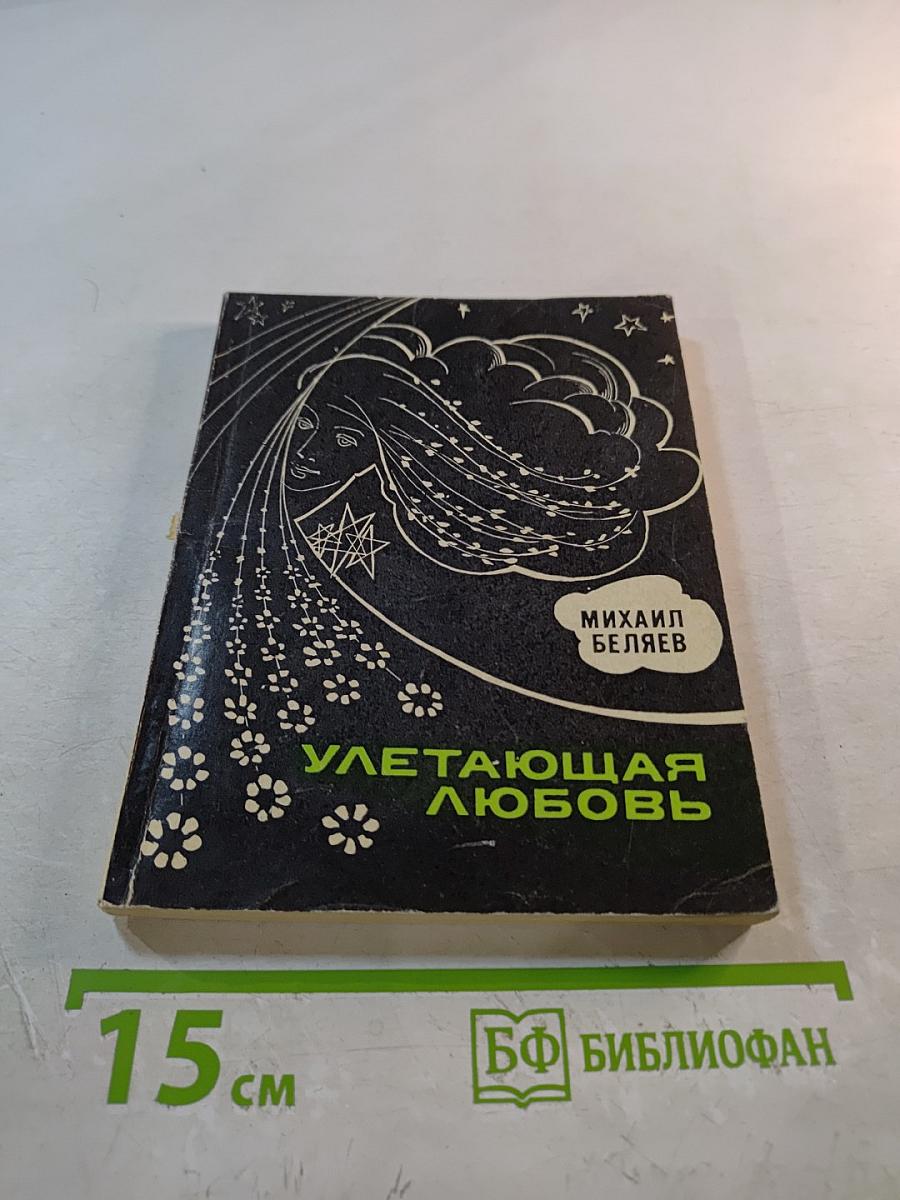 МИХАИЛ
БЕЛЯЕВ
УЛЕТАЮЩАЯ
ЛЮБОВЬ
15 см
БФ БИБЛИОФАН